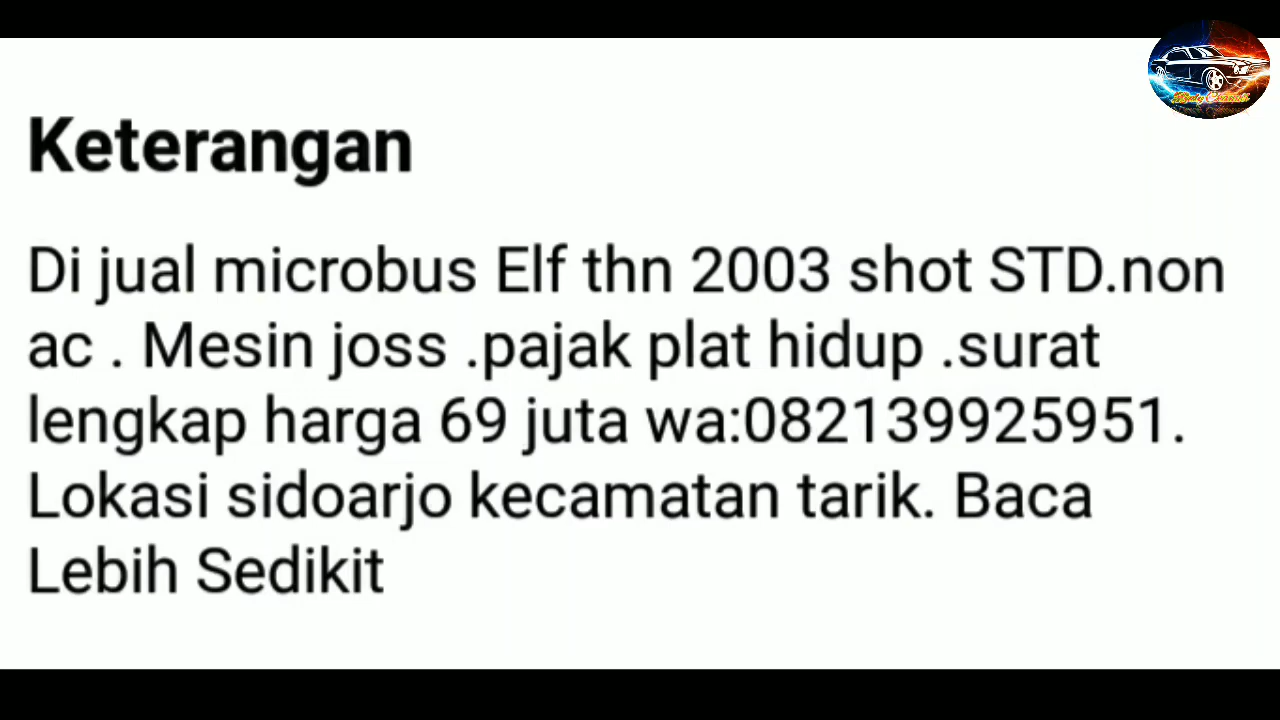 Keterangan
Di jual microbus Elf thn 2003 shot STD.non
ac . Mesin joss .pajak plat hidup .surat
lengkap harga 69 juta wa:082139925951.
Lokasi sidoarjo kecamatan tarik. Baca
Lebih Sedikit